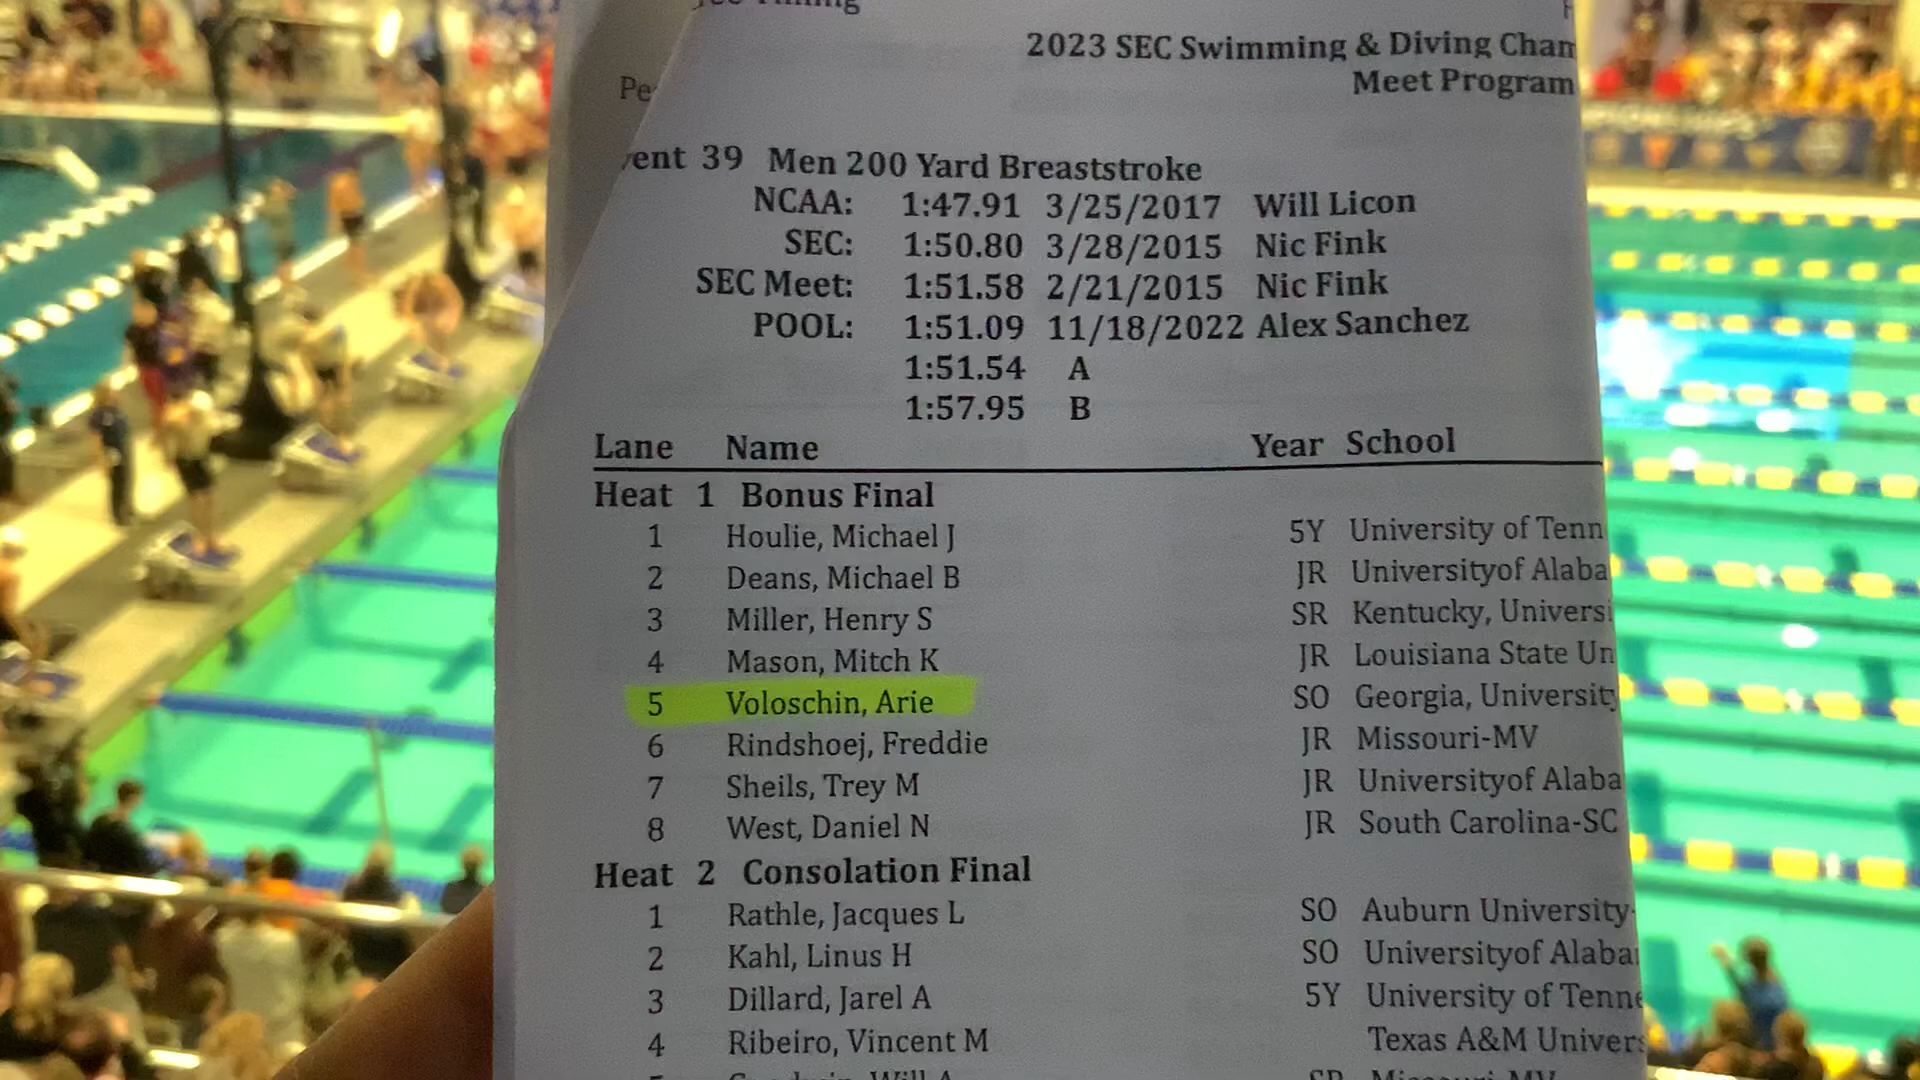 2023 SEC Swimming & Diving Cham
Meet Program
Pe
ent 39 Men 200 Yard Breaststroke
NCAA: 1:47.91 3/25/2017 Will Licon
SEC: 1:50.80 3/28/2015 Nic Fink
SEC Meet: 1:51.58 2/21/2015 Nic Fink
POOL: 1:51.09 11/18/2022 Alex Sanchez
1:51.54 A
1:57.95 B
Lane Name Year School
Heat 1 Bonus Final
1 Houlie, Michael J 5Y University of Tenn
2 Deans, Michael B JR Universityof Alaba
3 Miller, Henry S SR Kentucky, Universi
4 Mason, Mitch K JR Louisiana State Un
5 Voloschin, Arie SO Georgia, University
6 Rindshoej, Freddie JR Missouri-MV
7 Sheils, Trey M JR Universityof Alaba
8 West, Daniel N JR South Carolina-SC
Heat 2 Consolation Final
1 Rathle, Jacques L SO Auburn University-
2 Kahl, Linus H SO Universityof Alaba
3 Dillard, Jarel A 5Y University of Tenne
4 Ribeiro, Vincent M Texas A&M Univers